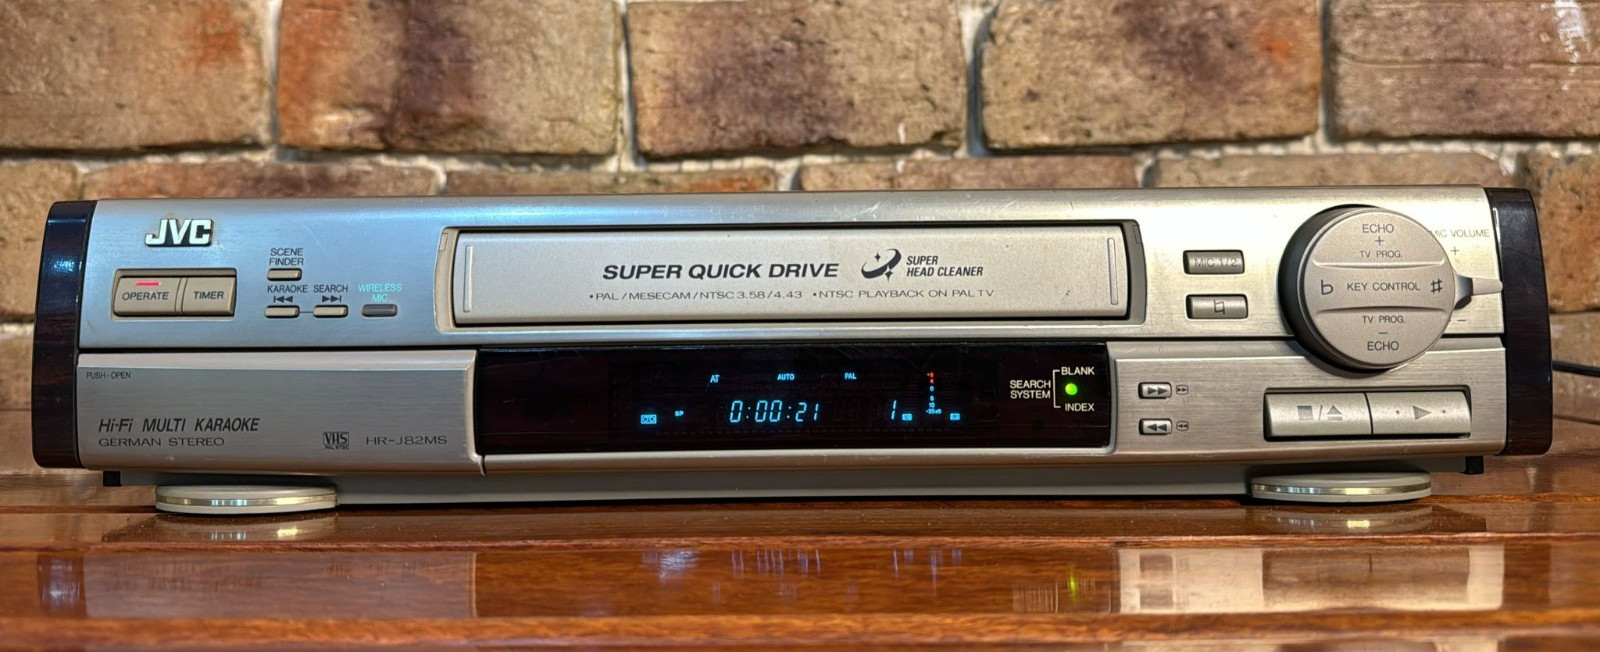 JVC
OPERATE TIMER
SCENE
FINDER
KARAOKE SEARCH
WIRELESS
MIC
SUPER QUICK DRIVE
SUPER
HEAD CLEANER
•PAL/MESECAM/NTSC 3.58/4.43 •NTSC PLAYBACK ON PAL TV
MIC 1/2
MIC VOLUME
+
−
ECHO
+
TV PROG.
♭ KEY CONTROL ♯
TV PROG.
−
ECHO
PUSH-OPEN
Hi-Fi MULTI KARAOKE
GERMAN STEREO
VHS
PAL NTSC
HR-J82MS
AT AUTO PAL
SP 0:00:21 1
SEARCH
SYSTEM
BLANK
INDEX